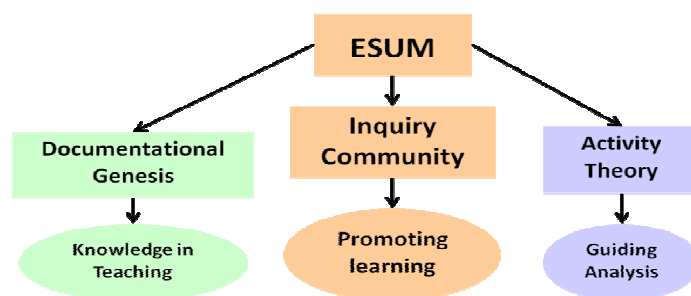 ESUM
Documentational
Genesis
Inquiry
Community
Activity
Theory
Knowledge in
Teaching
Promoting
learning
Guiding
Analysis